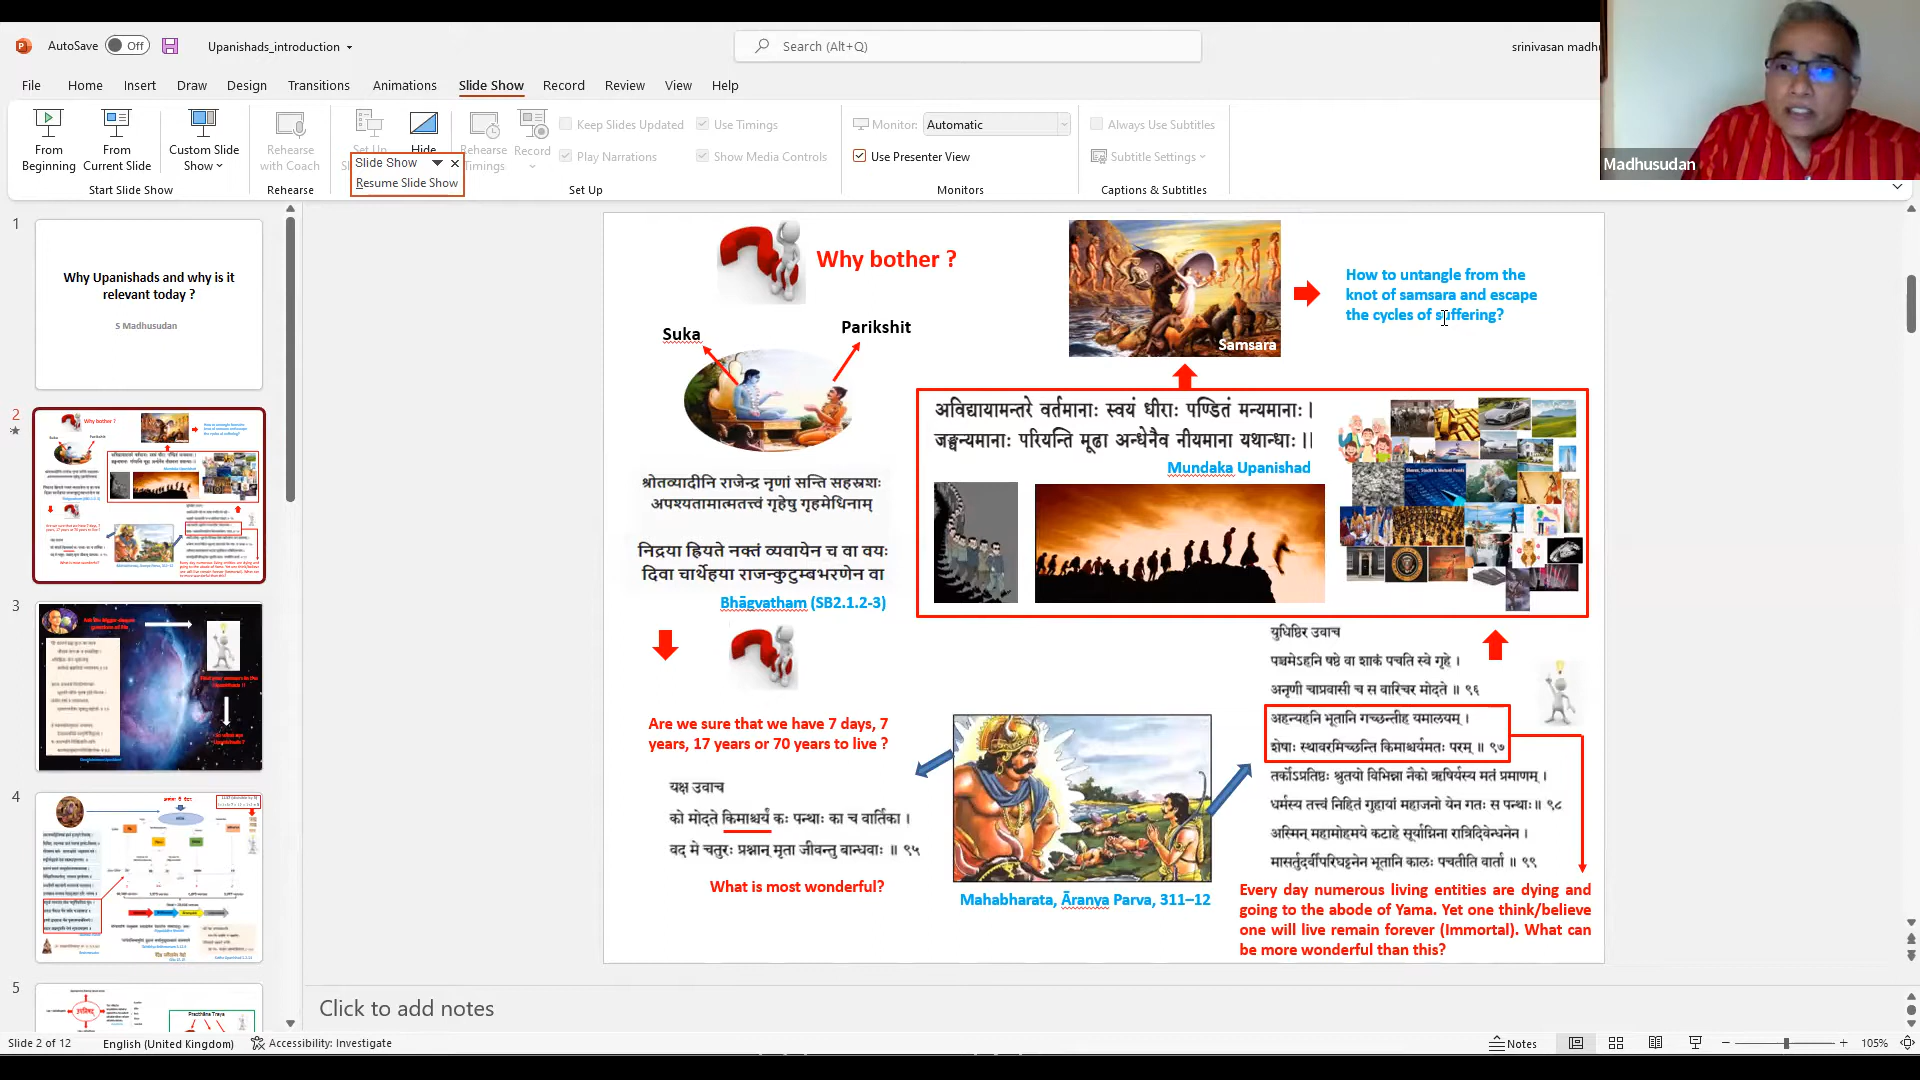 AutoSave Off
Upanishads_introduction
Search (Alt+Q)
srinivasan madhu
File Home Insert Draw Design Transitions Animations Slide Show Record Review View Help
From Beginning
From Current Slide
Custom Slide Show
Rehearse with Coach
Hide
Rehearse Timings
Record
Keep Slides Updated
Play Narrations
Use Timings
Show Media Controls
Monitor: Automatic
Use Presenter View
Always Use Subtitles
Subtitle Settings
Start Slide Show
Rehearse
Set Up
Monitors
Captions & Subtitles
Slide Show
Resume Slide Show
Madhusudan
1
Why Upanishads and why is it
relevant today ?
S Madhusudan
2
3
4
5
Why bother ?
Suka
Parikshit
Samsara
How to untangle from the
knot of samsara and escape
the cycles of suffering?
श्रोतव्यादीनि राजेन्द्र नृणां सन्ति सहस्रशः
अपश्यतामात्मतत्त्वं गृहेषु गृहमेधिनाम्
निद्रया ह्रियते नक्तं व्यवायेन च वा वयः
दिवा चार्थेहया राजन्कुटुम्बभरणेन वा
Bhāgvatham (SB2.1.2-3)
अविद्यायामन्तरे वर्तमानाः स्वयं धीराः पण्डितं मन्यमानाः|
जङ्घन्यमानाः परियन्ति मूढा अन्धेनैव नीयमाना यथान्धाः||
Mundaka Upanishad
Are we sure that we have 7 days, 7
years, 17 years or 70 years to live ?
यक्ष उवाच
को मोदते किमाश्चर्यं कः पन्थाः का च वार्तिका ।
वद मे चतुरः प्रश्नान् मृता जीवन्तु बान्धवाः ॥ ९५
What is most wonderful?
Mahabharata, Āranya Parva, 311–12
युधिष्ठिर उवाच
पञ्चमेऽहनि षष्ठे वा शाकं पचति स्वे गृहे ।
अनृणी चाप्रवासी च स वारिचर मोदते ॥ ९६
अहन्यहनि भूतानि गच्छन्तीह यमालयम् ।
शेषाः स्थावरमिच्छन्ति किमाश्चर्यमतः परम् ॥ ९७
तर्कोऽप्रतिष्ठः श्रुतयो विभिन्ना नैको ऋषिर्यस्य मतं प्रमाणम् ।
धर्मस्य तत्त्वं निहितं गुहायां महाजनो येन गतः स पन्थाः॥ ९८
अस्मिन् महामोहमये कटाहे सूर्याग्निना रात्रिदिवेन्धनेन ।
मासर्तुदर्वीपरिघट्टनेन भूतानि कालः पचतीति वार्ता ॥ ९९
Every day numerous living entities are dying and
going to the abode of Yama. Yet one think/believe
one will live remain forever (Immortal). What can
be more wonderful than this?
Click to add notes
Slide 2 of 12
English (United Kingdom)
Accessibility: Investigate
Notes
105%